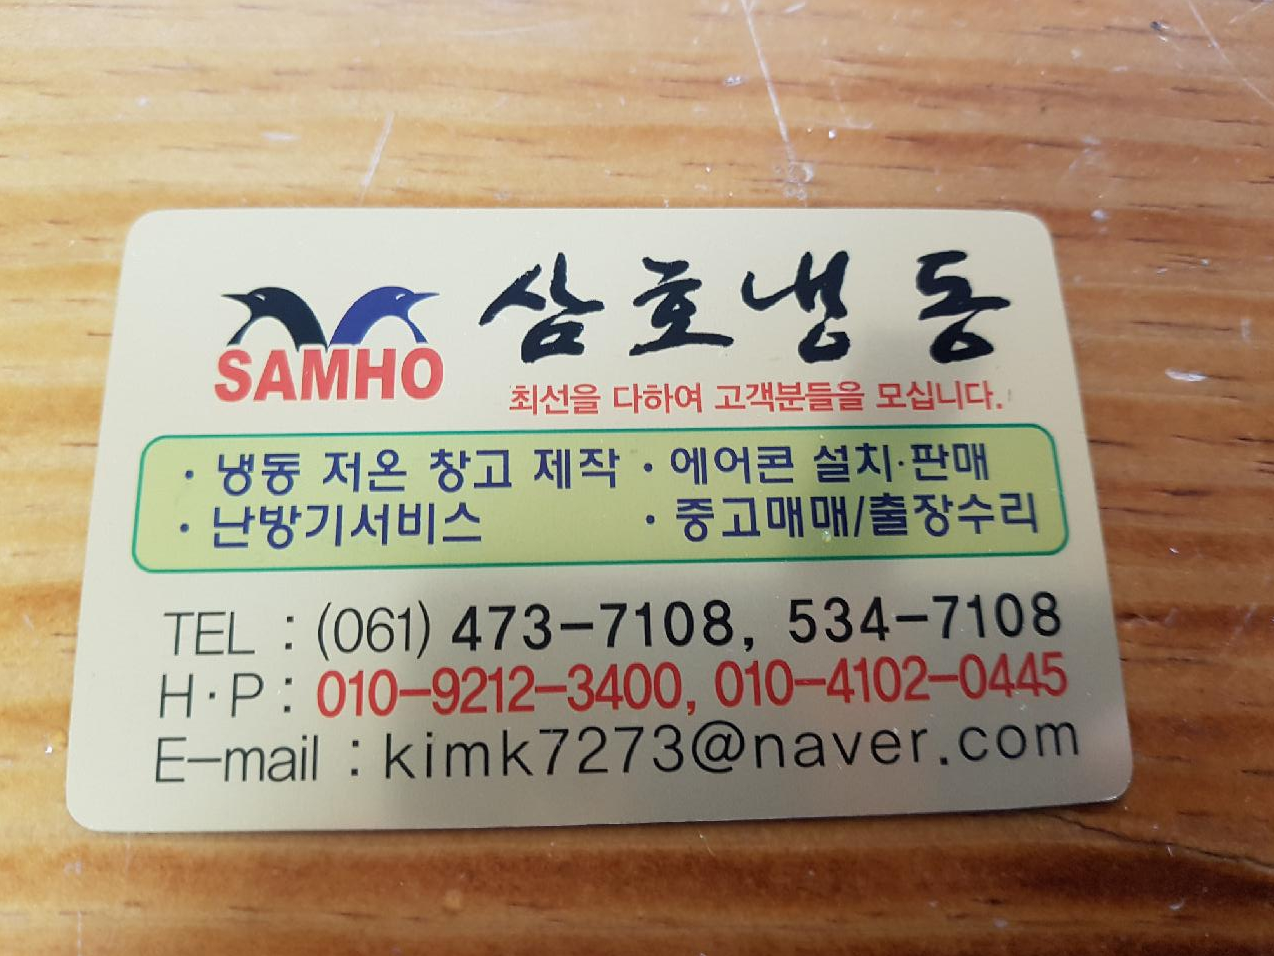 SAMHO
삼호냉동
최선을 다하여 고객분들을 모십니다.
· 냉동 저온 창고 제작 · 에어콘 설치·판매
· 난방기서비스 · 중고매매/출장수리
TEL : (061) 473-7108, 534-7108
H·P : 010-9212-3400, 010-4102-0445
E-mail : kimk7273@naver.com